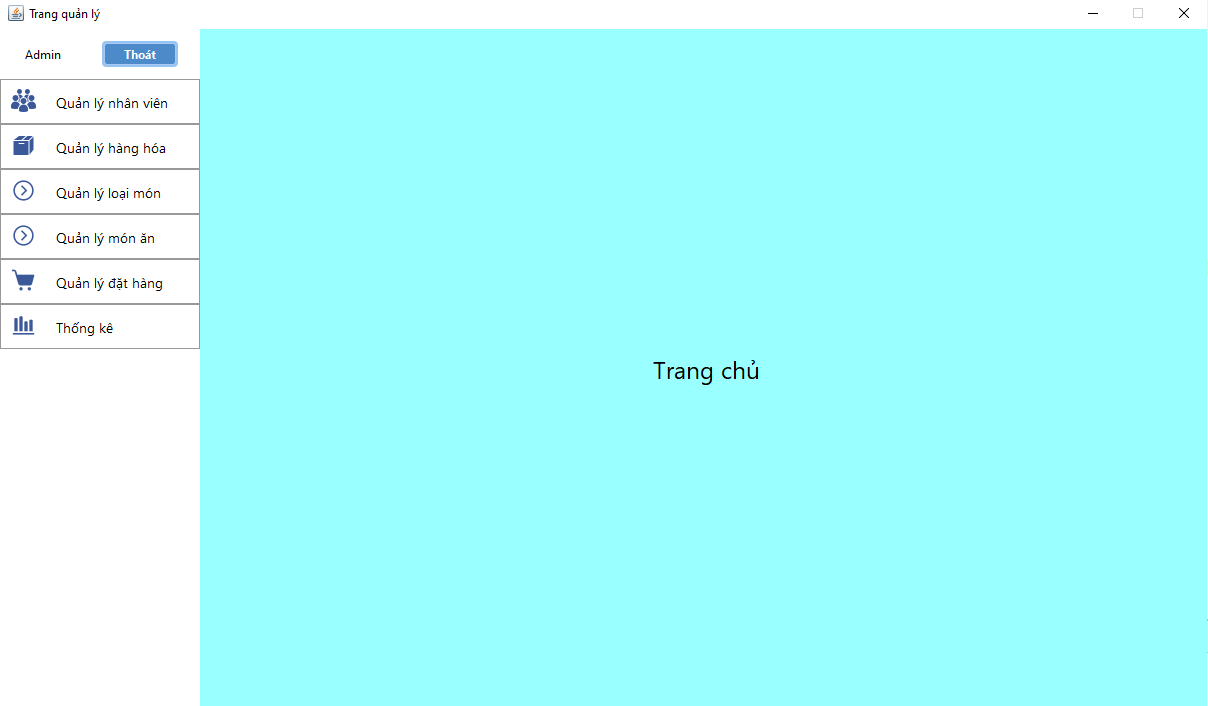 Trang quản lý
Admin
Thoát
Quản lý nhân viên
Quản lý hàng hóa
Quản lý loại món
Quản lý món ăn
Quản lý đặt hàng
Thống kê
Trang chủ